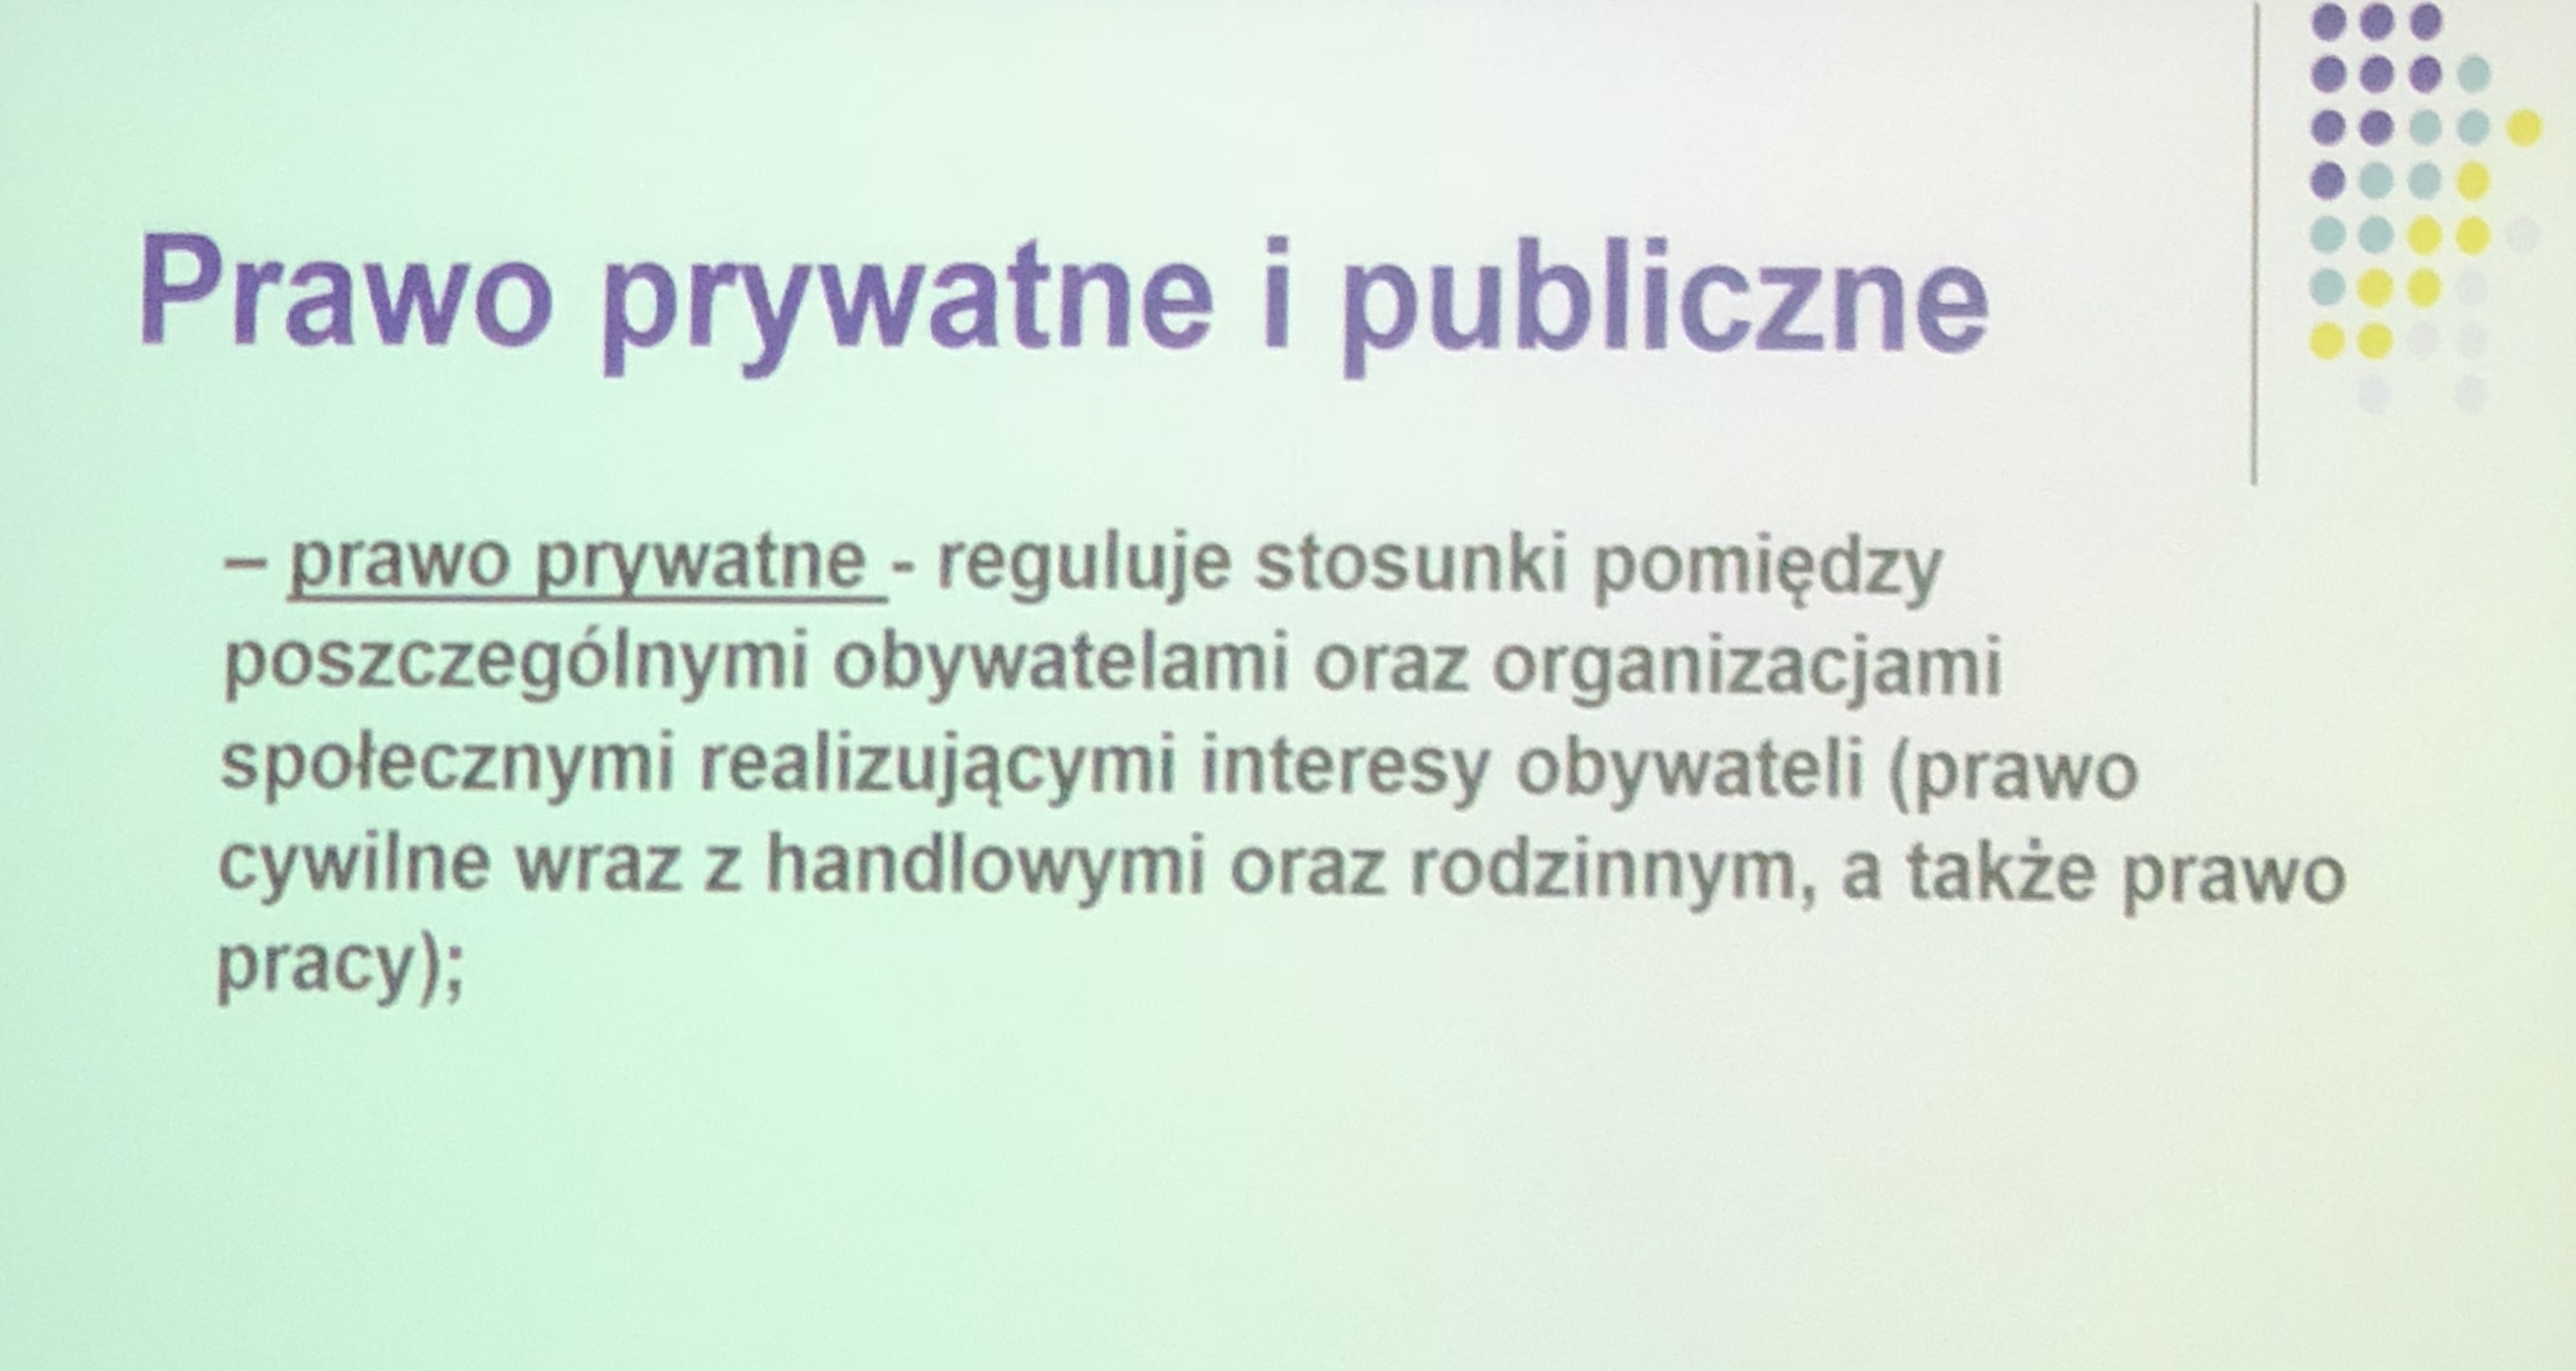 Prawo prywatne i publiczne
– prawo prywatne - reguluje stosunki pomiędzy
poszczególnymi obywatelami oraz organizacjami
społecznymi realizującymi interesy obywateli (prawo
cywilne wraz z handlowymi oraz rodzinnym, a także prawo
pracy);